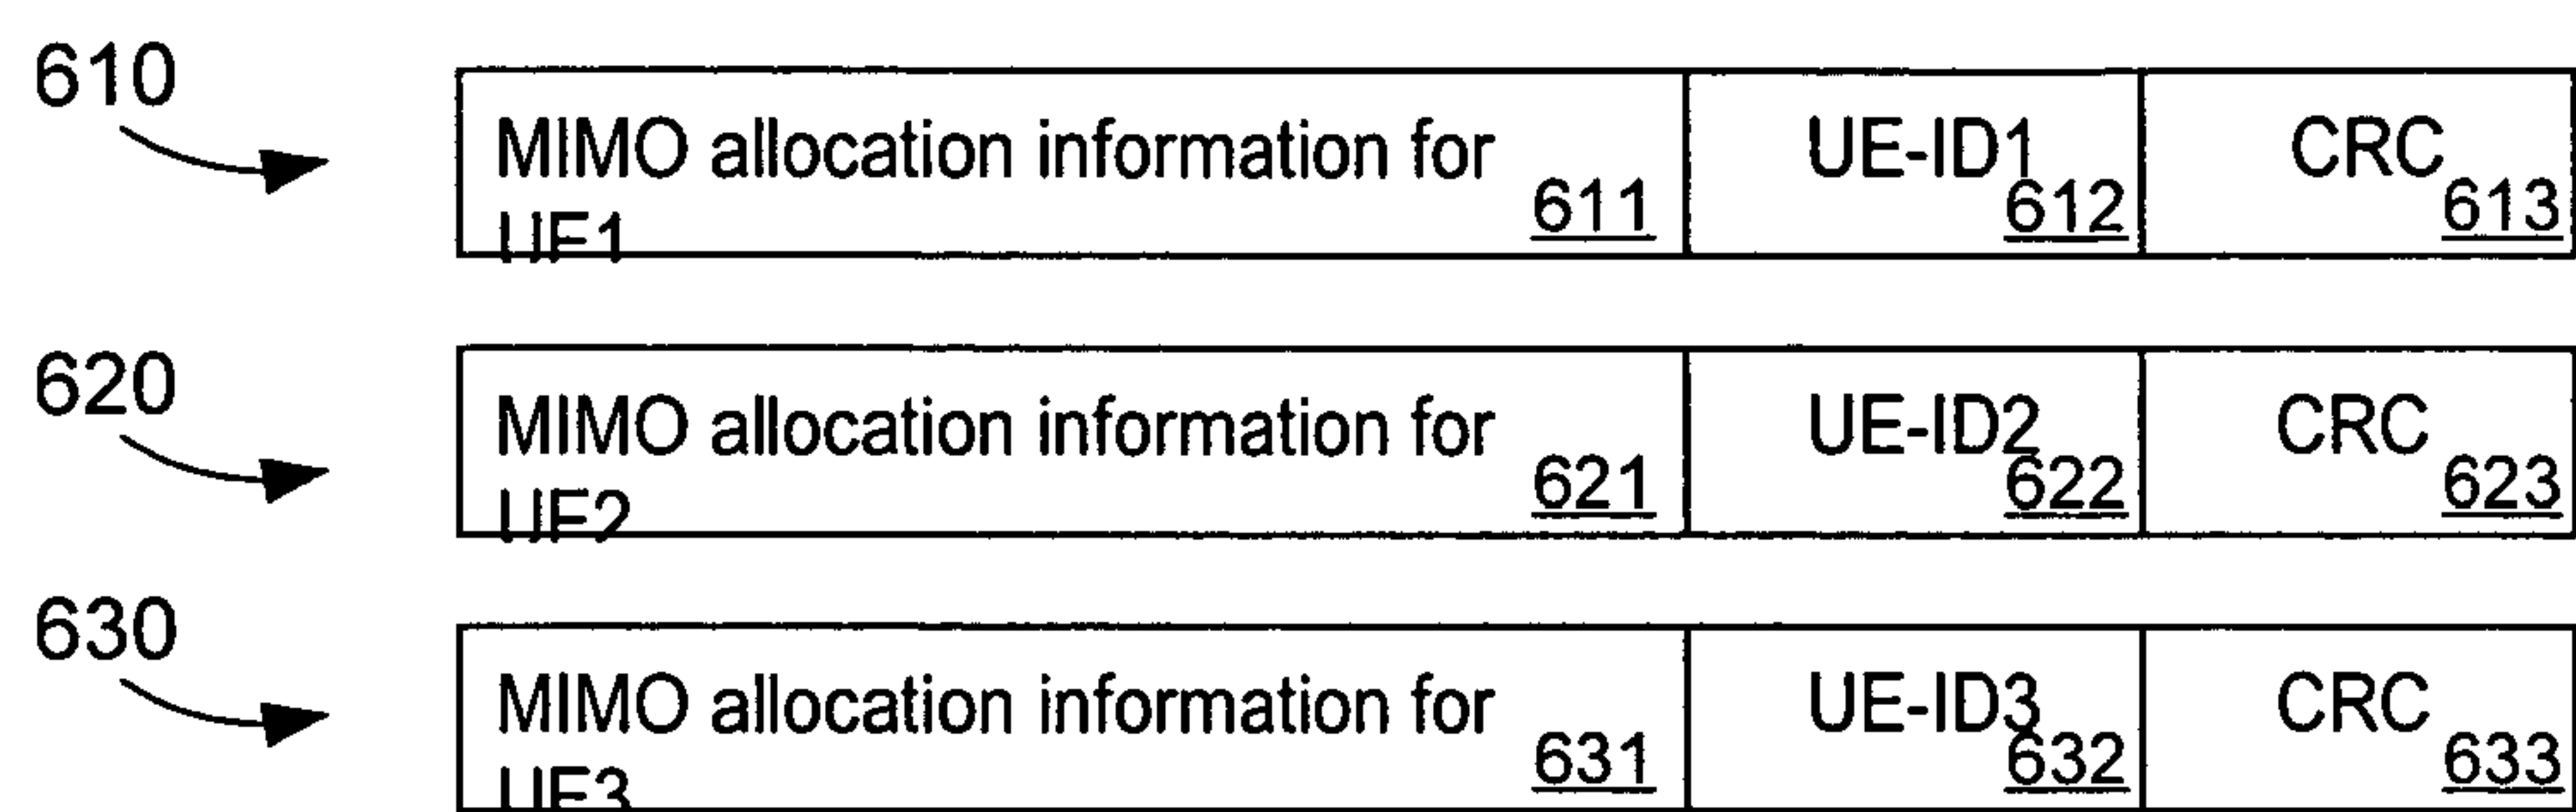 610
MIMO allocation information for
UE1
611
UE-ID1
612
CRC
613
620
MIMO allocation information for
UE2
621
UE-ID2
622
CRC
623
630
MIMO allocation information for
UE3
631
UE-ID3
632
CRC
633